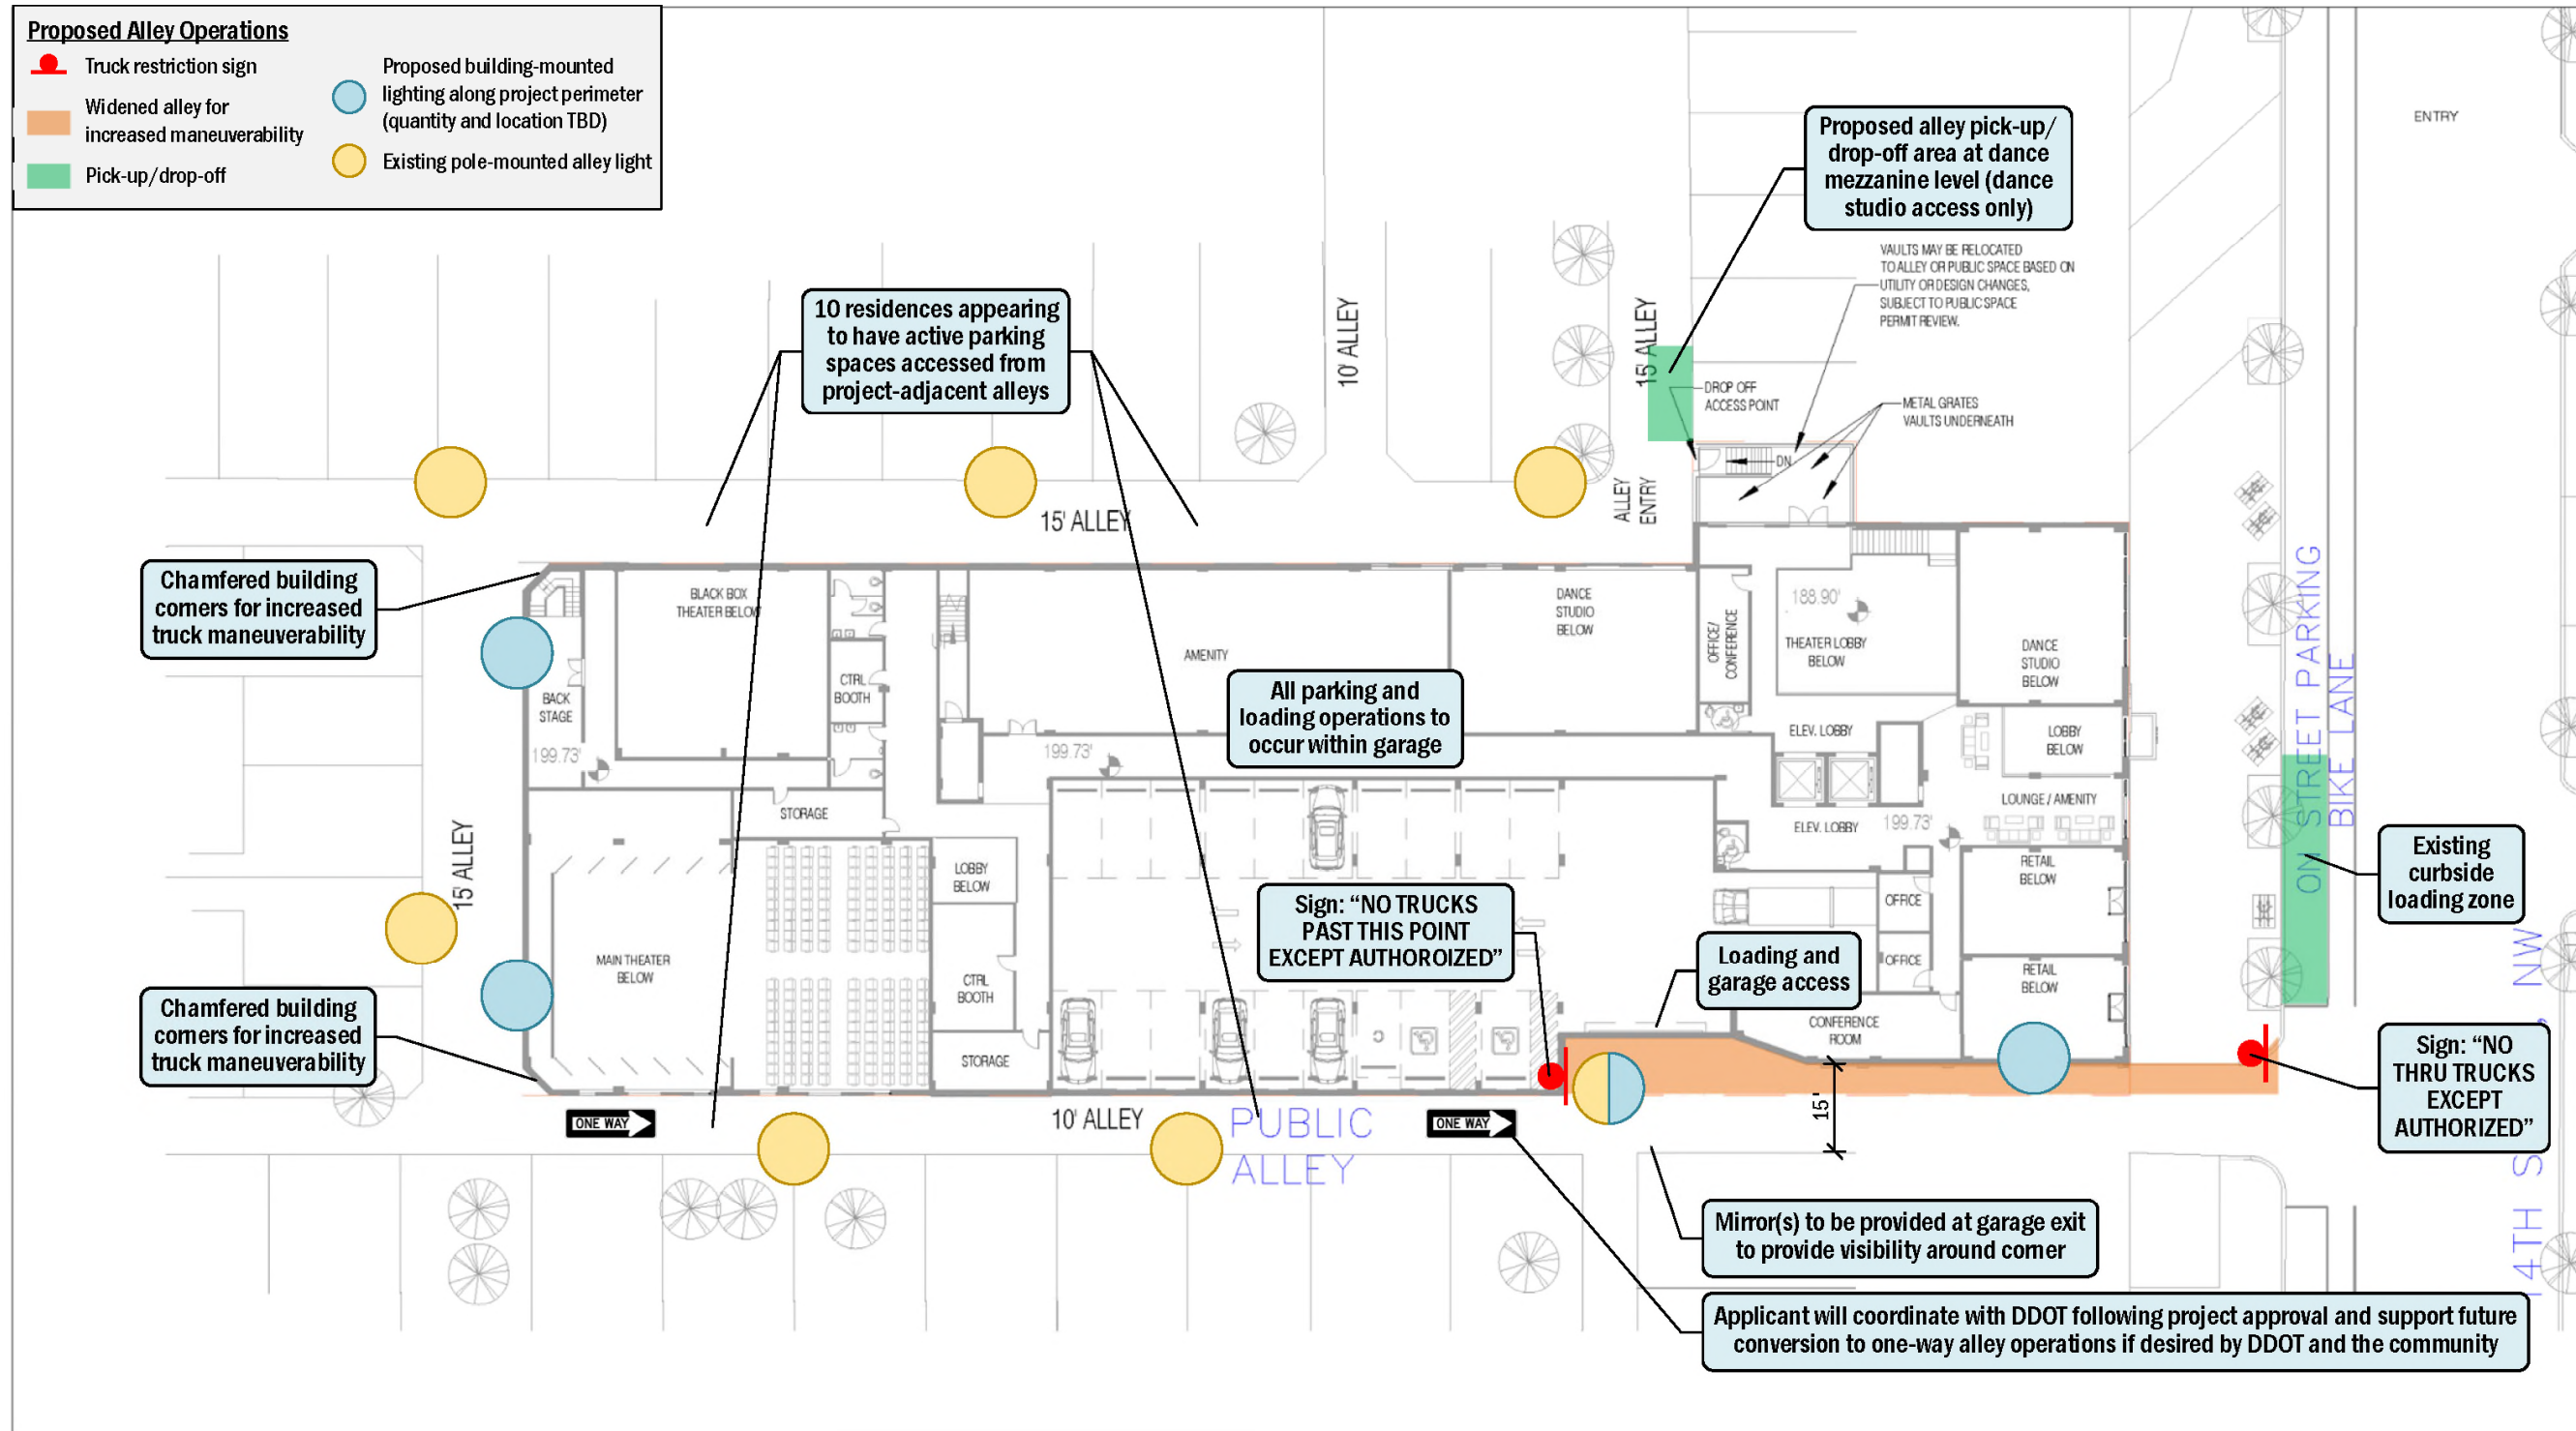 Proposed Alley Operations
Truck restriction sign
Widened alley for
increased maneuverability
Pick-up/drop-off
Proposed building-mounted
lighting along project perimeter
(quantity and location TBD)
Existing pole-mounted alley light
ENTRY
Proposed alley pick-up/
drop-off area at dance
mezzanine level (dance
studio access only)
VAULTS MAY BE RELOCATED
TO ALLEY OR PUBLIC SPACE BASED ON
UTILITY OR DESIGN CHANGES,
SUBJECT TO PUBLIC SPACE
PERMIT REVIEW.
10 residences appearing
to have active parking
spaces accessed from
project-adjacent alleys
10' ALLEY
15' ALLEY
DROP OFF
ACCESS POINT
METAL GRATES
VAULTS UNDERNEATH
DN
ALLEY
ENTRY
15' ALLEY
Chamfered building
corners for increased
truck maneuverability
BLACK BOX
THEATER BELOW
DANCE
STUDIO
BELOW
OFFICE/
CONFERENCE
188.90'
THEATER LOBBY
BELOW
DANCE
STUDIO
BELOW
AMENITY
CTRL
BOOTH
BACK
STAGE
199.73'
199.73'
All parking and
loading operations to
occur within garage
ELEV. LOBBY
LOBBY
BELOW
LOUNGE / AMENITY
ELEV. LOBBY
199.73'
STORAGE
ON STREET PARKING
BIKE LANE
15' ALLEY
LOBBY
BELOW
RETAIL
BELOW
Existing
curbside
loading zone
Sign: “NO TRUCKS
PAST THIS POINT
EXCEPT AUTHOROIZED”
OFFICE
OFFICE
Loading and
garage access
MAIN THEATER
BELOW
CTRL
BOOTH
RETAIL
BELOW
Chamfered building
corners for increased
truck maneuverability
STORAGE
CONFERENCE
ROOM
Sign: “NO
THRU TRUCKS
EXCEPT
AUTHORIZED”
15'
ONE WAY
10' ALLEY
PUBLIC
ALLEY
ONE WAY
14TH S NW
Mirror(s) to be provided at garage exit
to provide visibility around corner
Applicant will coordinate with DDOT following project approval and support future
conversion to one-way alley operations if desired by DDOT and the community